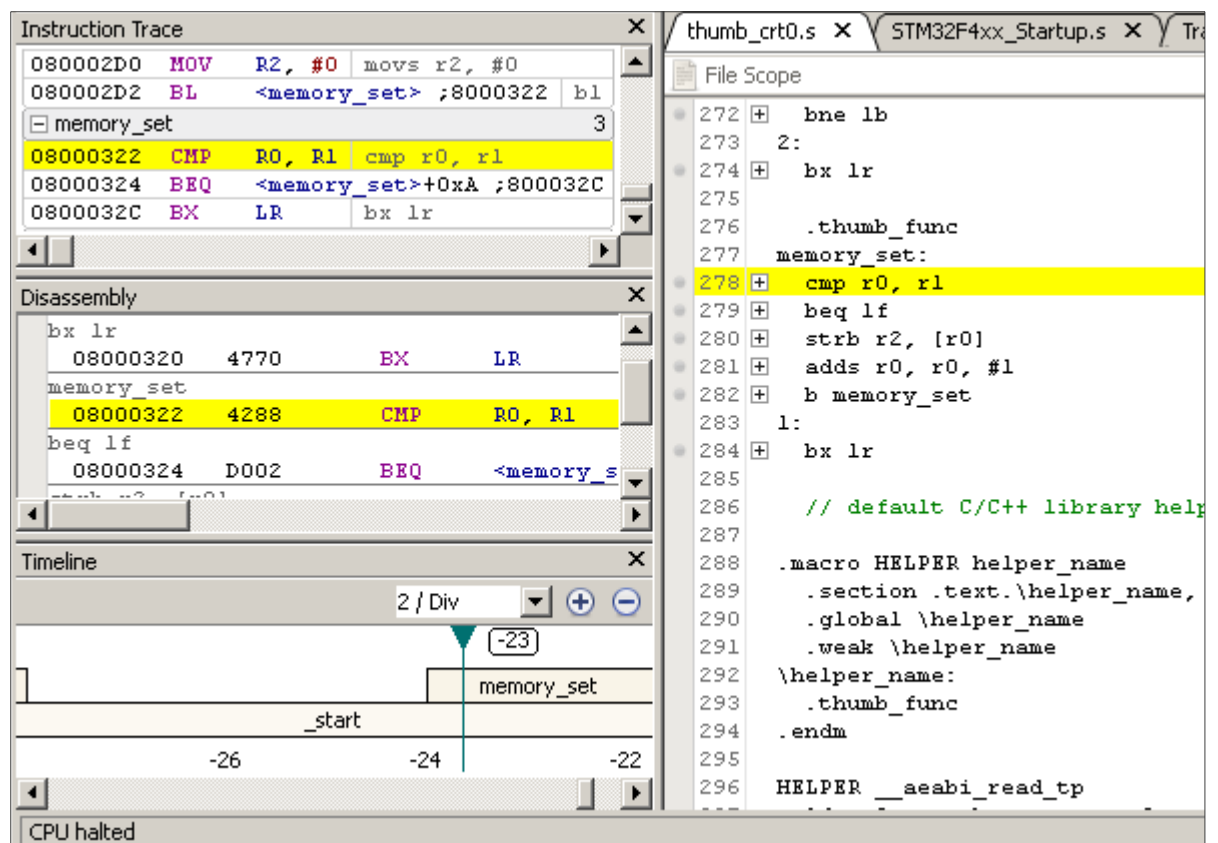 Instruction Trace
080002D0 MOV R2, #0 movs r2, #0
080002D2 BL <memory_set> ;8000322 bl
memory_set 3
08000322 CMP R0, R1 cmp r0, r1
08000324 BEQ <memory_set>+0xA ;800032C
0800032C BX LR bx lr
Disassembly
bx lr
08000320 4770 BX LR
memory_set
08000322 4288 CMP R0, R1
beq 1f
08000324 D002 BEQ <memory_s
Timeline
2 / Div
-23
memory_set
_start
-26 -24 -22
CPU halted
thumb_crt0.s STM32F4xx_Startup.s Tra
File Scope
272 bne 1b
273 2:
274 bx lr
275
276 .thumb_func
277 memory_set:
278 cmp r0, r1
279 beq 1f
280 strb r2, [r0]
281 adds r0, r0, #1
282 b memory_set
283 1:
284 bx lr
285
286 // default C/C++ library help
287
288 .macro HELPER helper_name
289 .section .text.\helper_name,
290 .global \helper_name
291 .weak \helper_name
292 \helper_name:
293 .thumb_func
294 .endm
295
296 HELPER __aeabi_read_tp